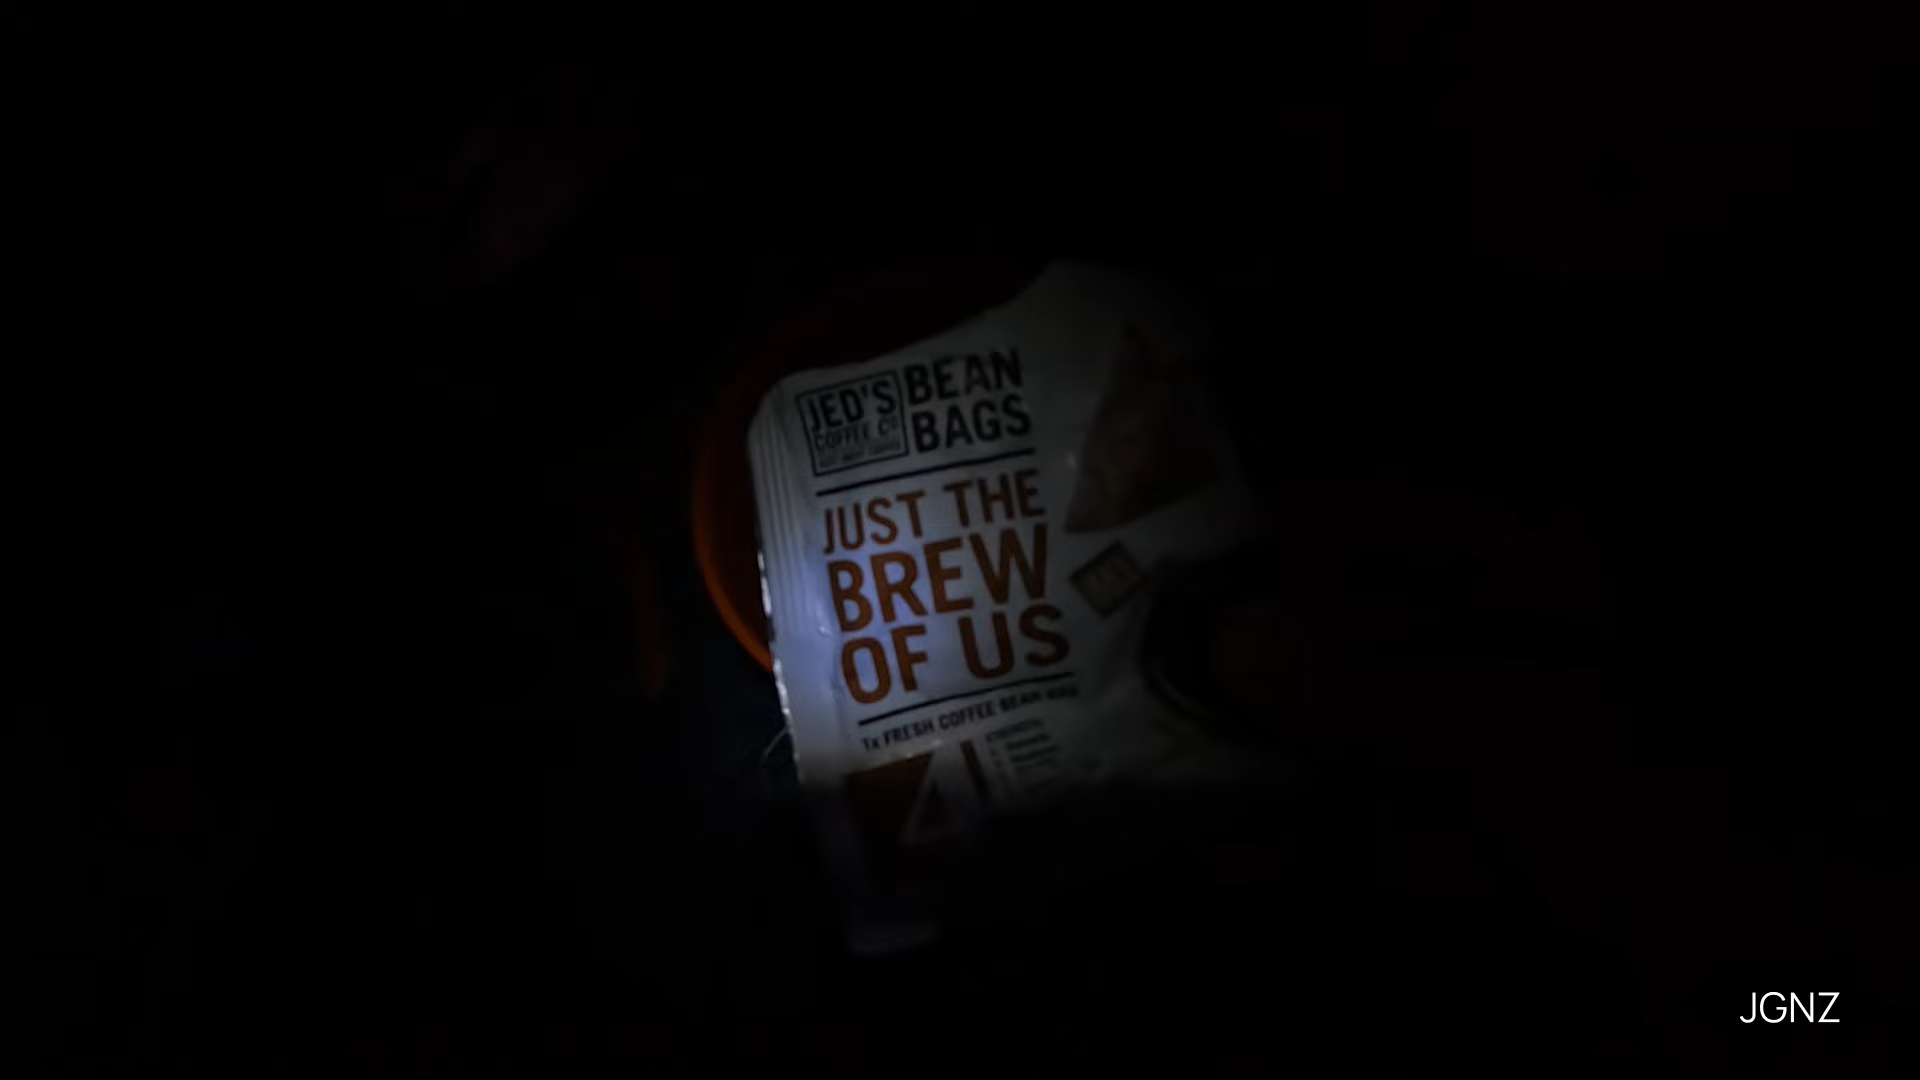 JED'S
COFFEE CO
BEAN
BAGS
JUST THE
BREW
OF US
1x FRESH COFFEE BEAN BAG
4
JGNZ